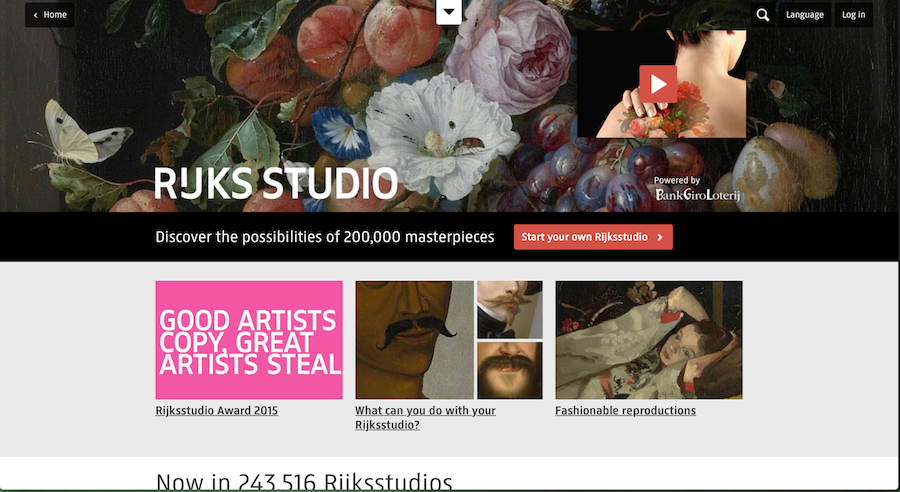 Home
Language
Log in
RIJKS STUDIO
Powered by
BankGiroLoterij
Discover the possibilities of 200,000 masterpieces
Start your own Rijksstudio
GOOD ARTISTS
COPY, GREAT
ARTISTS STEAL
Rijksstudio Award 2015
What can you do with your
Rijksstudio?
Fashionable reproductions
Now in 243,516 Rijksstudios